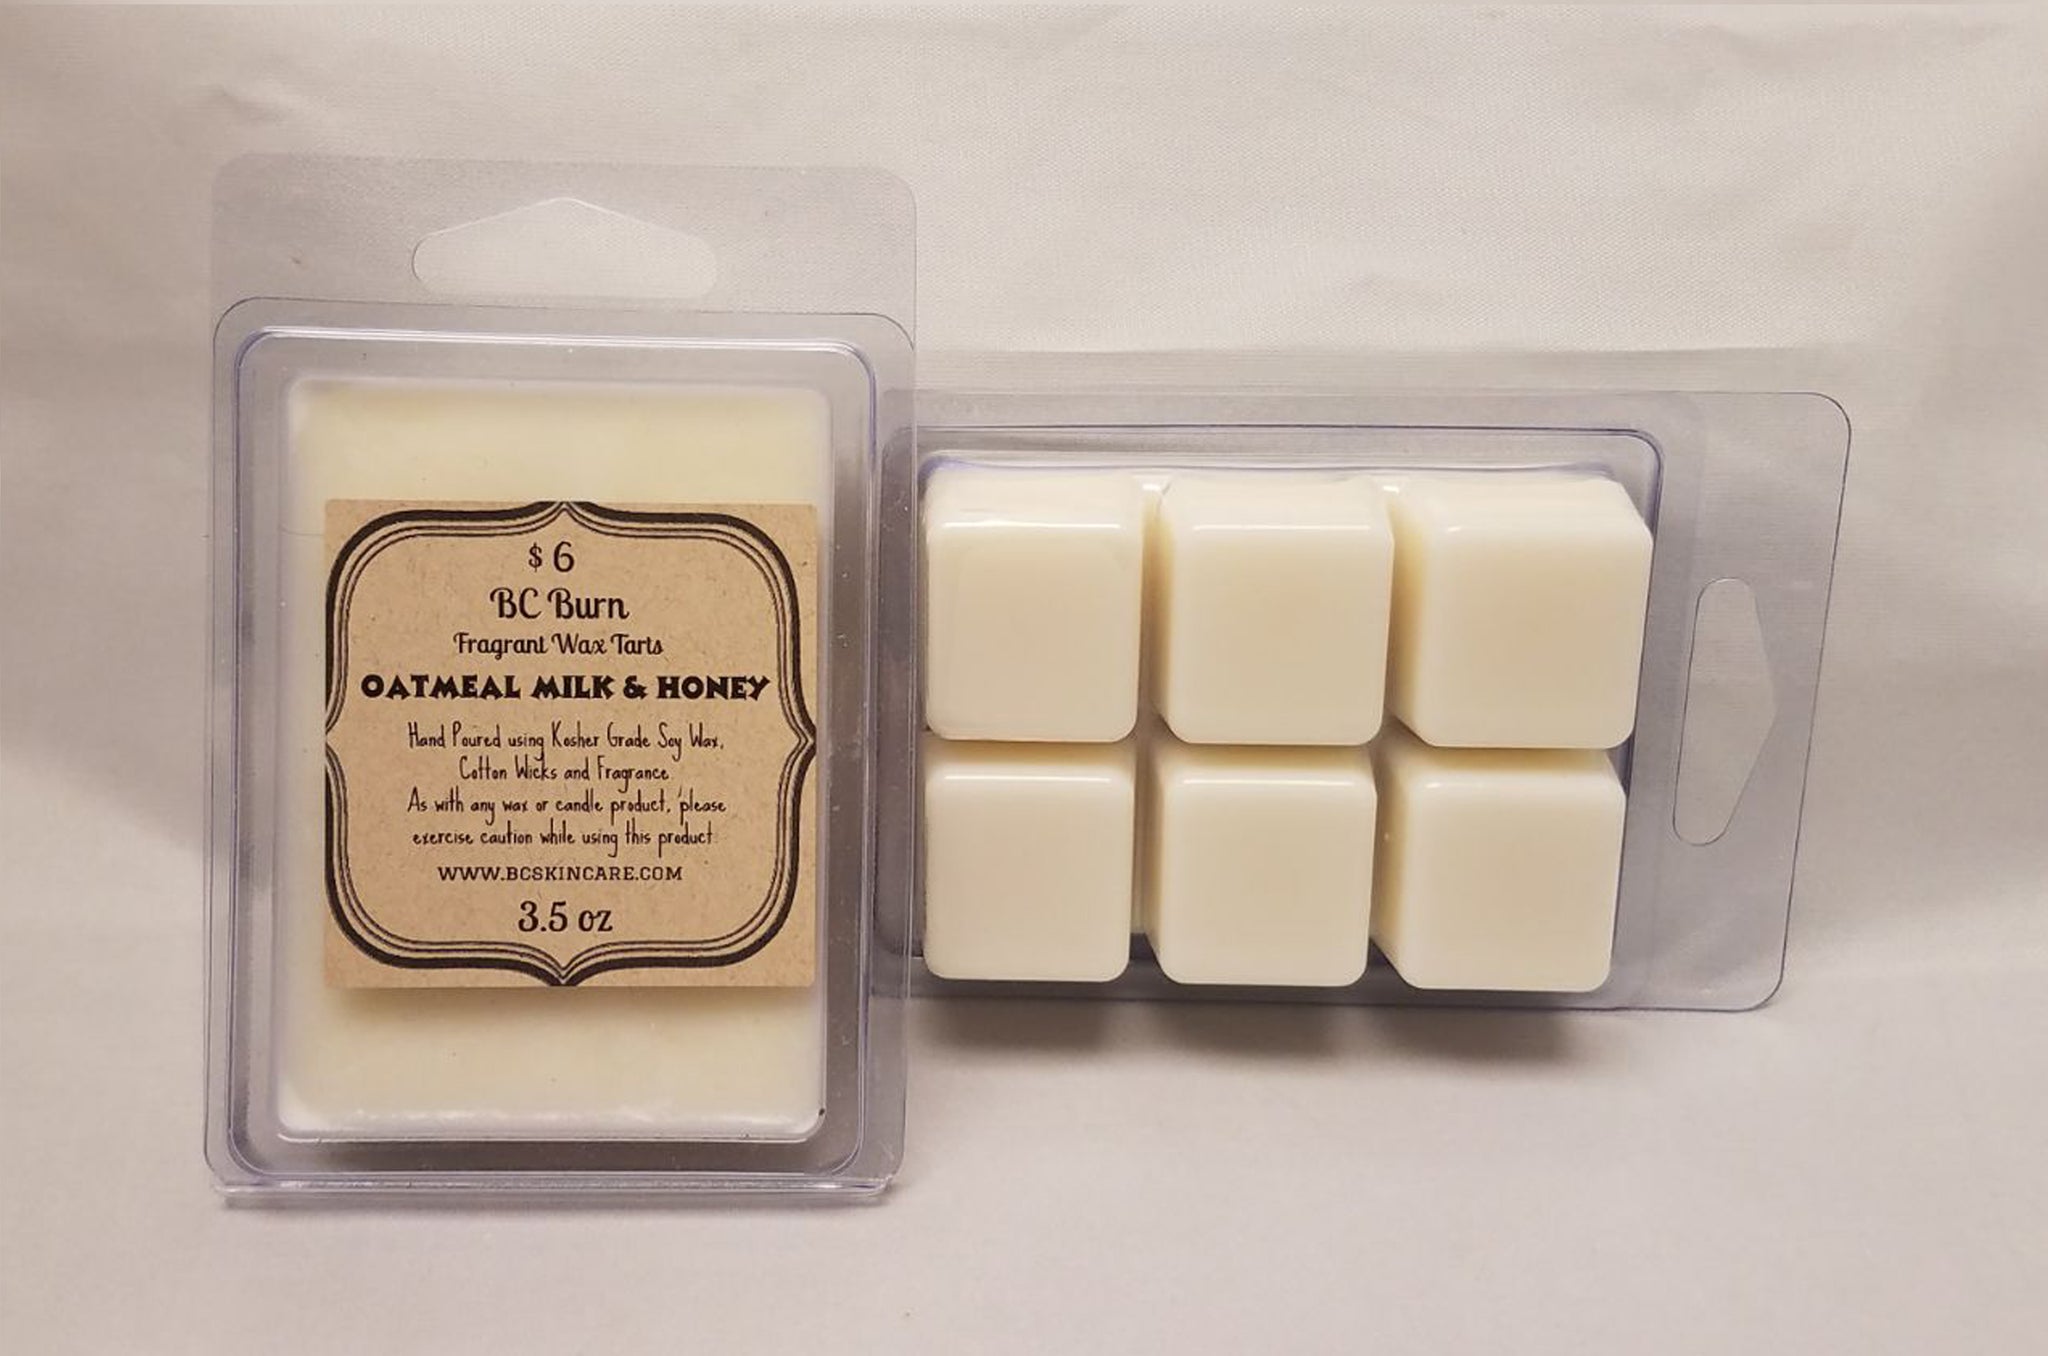 $ 6
BC Burn
Fragrant Wax Tarts
OATMEAL MILK & HONEY
Hand Poured using Kosher Grade Soy Wax,
Cotton Wicks and Fragrance.
As with any wax or candle product, please
exercise caution while using this product.
WWW.BCSKINCARE.COM
3.5 oz